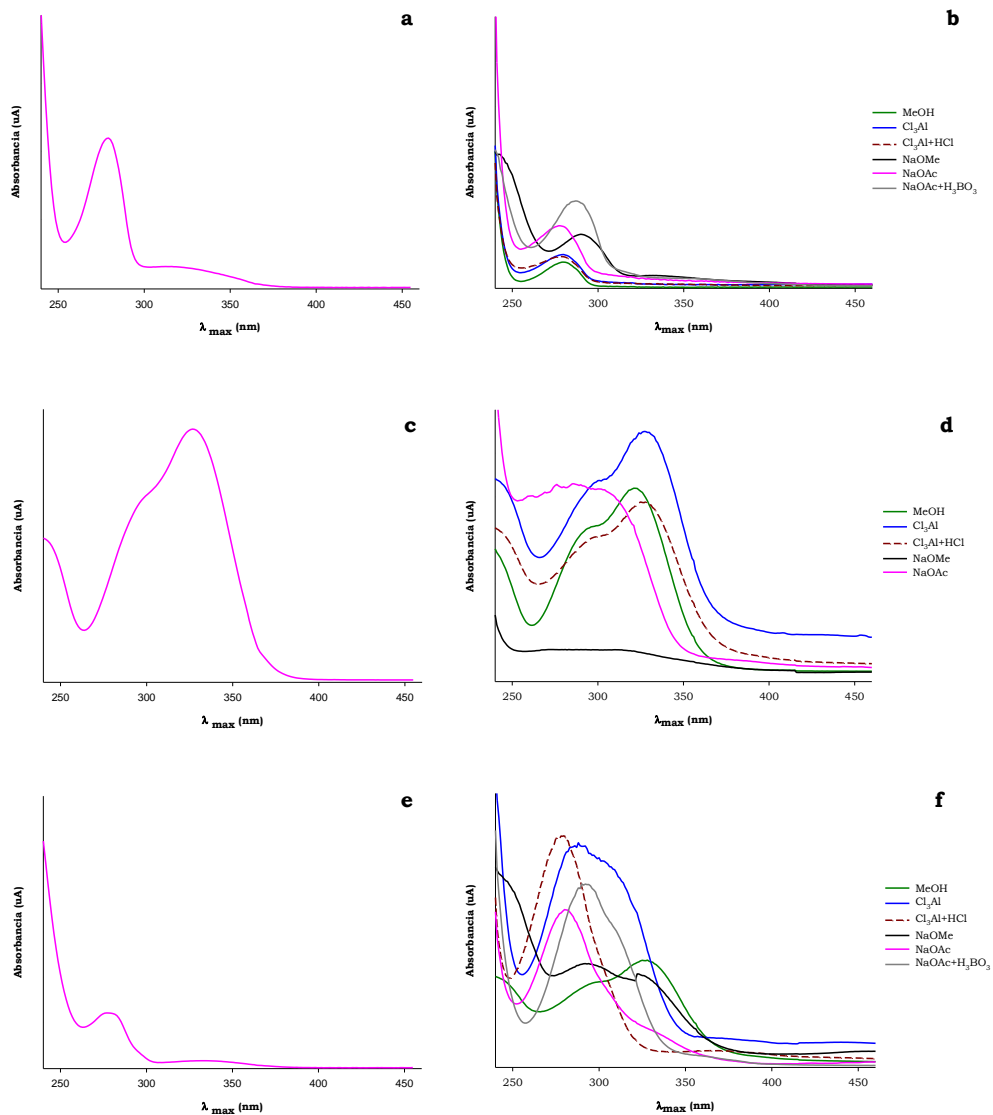 a
Absorbancia (uA)
250 300 350 400 450
λ max (nm)
b
Absorbancia (uA)
MeOH
Cl₃Al
Cl₃Al+HCl
NaOMe
NaOAc
NaOAc+H₃BO₃
250 300 350 400 450
λmax (nm)
c
Absorbancia (uA)
250 300 350 400 450
λ max (nm)
d
Absorbancia (uA)
MeOH
Cl₃Al
Cl₃Al+HCl
NaOMe
NaOAc
250 300 350 400 450
λmax (nm)
e
Absorbancia (uA)
250 300 350 400 450
λ max (nm)
f
Absorbancia (uA)
MeOH
Cl₃Al
Cl₃Al+HCl
NaOMe
NaOAc
NaOAc+H₃BO₃
250 300 350 400 450
λmax (nm)